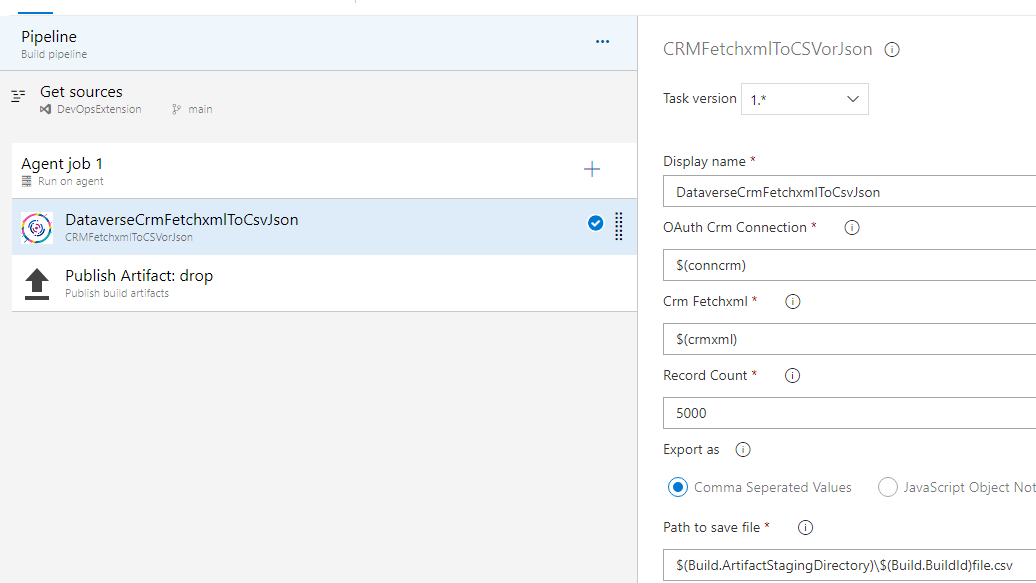 Pipeline
Build pipeline
...
Get sources
DevOpsExtension main
Agent job 1
Run on agent
DataverseCrmFetchxmlToCsvJson
CRMFetchxmlToCSVorJson
Publish Artifact: drop
Publish build artifacts
CRMFetchxmlToCSVorJson
Task version 1.*
Display name *
DataverseCrmFetchxmlToCsvJson
OAuth Crm Connection *
$(conncrm)
Crm Fetchxml *
$(crmxml)
Record Count *
5000
Export as
Comma Seperated Values JavaScript Object Not
Path to save file *
$(Build.ArtifactStagingDirectory)\$(Build.BuildId)file.csv